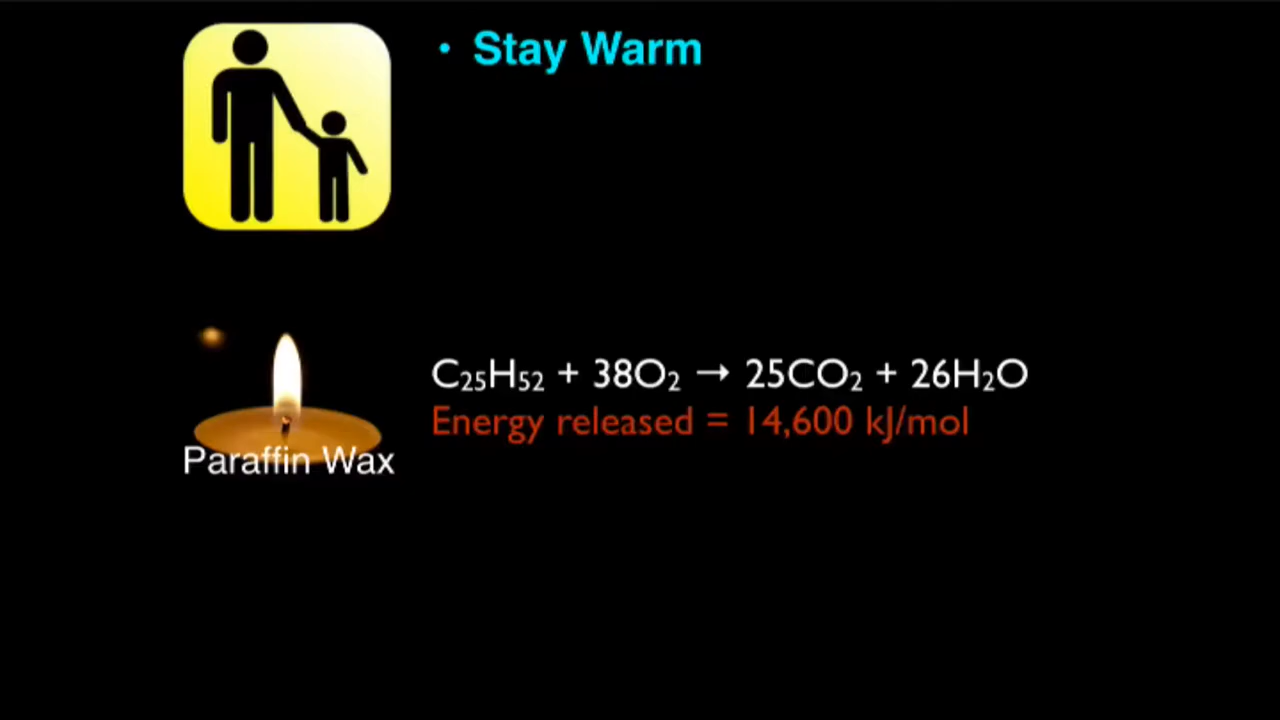 • Stay Warm
C₂₅H₅₂ + 38O₂ → 25CO₂ + 26H₂O
Energy released = 14,600 kJ/mol
Paraffin Wax